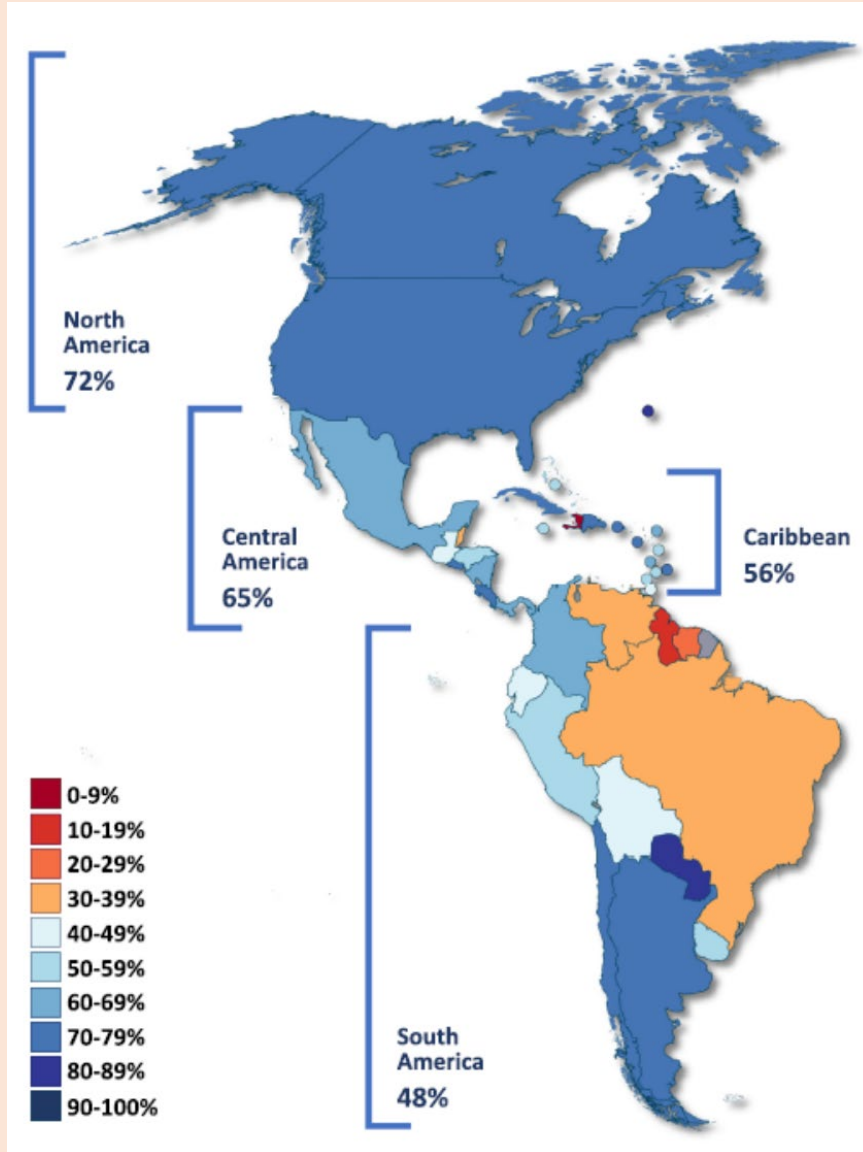 North
America
72%
Central
America
65%
Caribbean
56%
South
America
48%
0-9%
10-19%
20-29%
30-39%
40-49%
50-59%
60-69%
70-79%
80-89%
90-100%